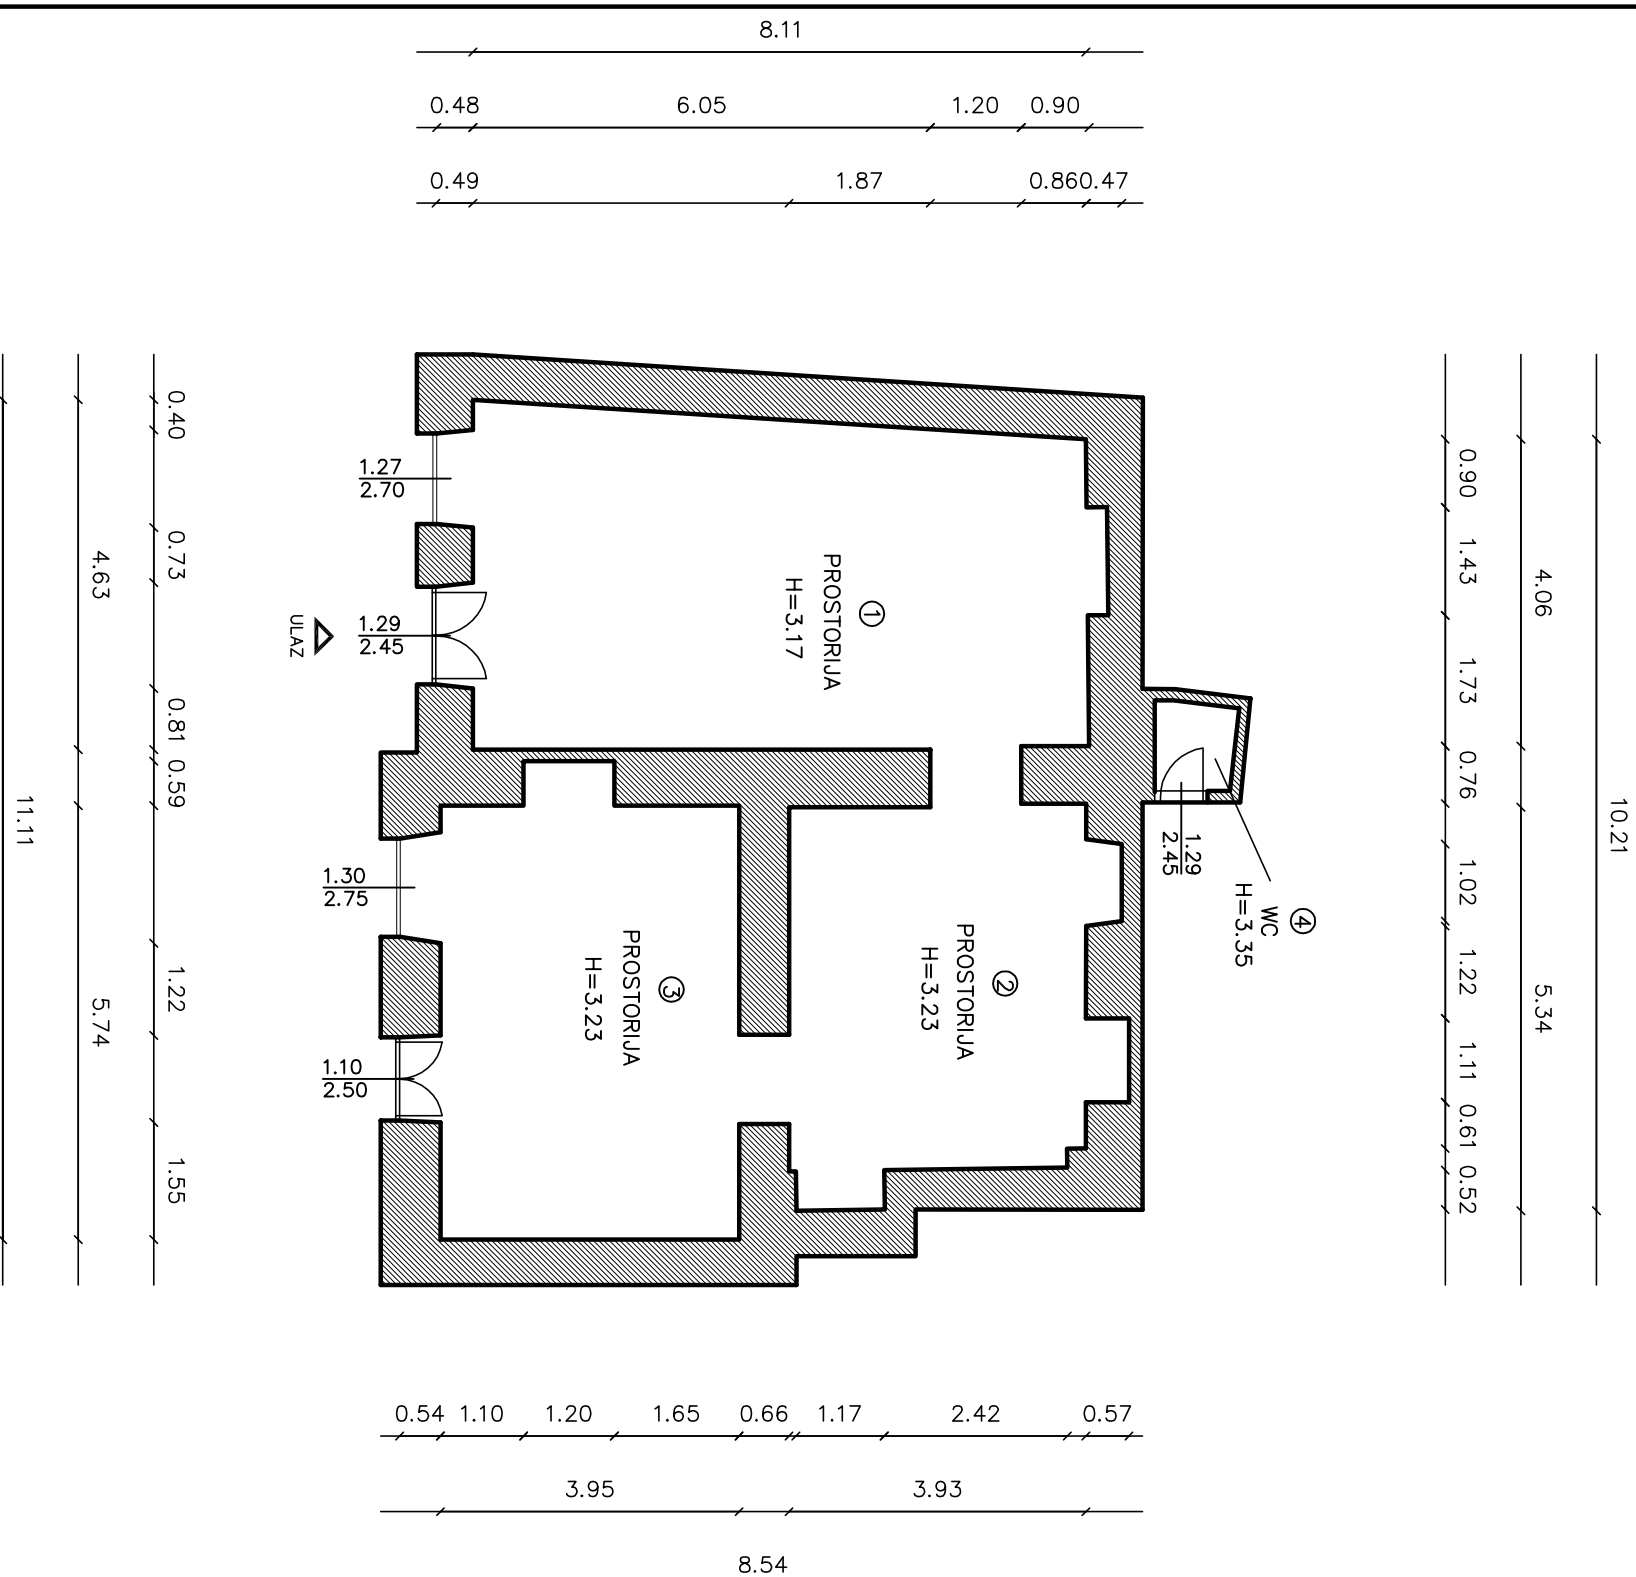 8.11
0.48 6.05 1.20 0.90
0.49 1.87 0.86 0.47
0.40 0.73 0.81 0.59 1.22 1.55
4.63 5.74
11.11
0.90 1.43 1.73 0.76 1.02 1.22 1.11 0.61 0.52
4.06 5.34
10.21
1.27
2.70
1.29
2.45
ULAZ
1
PROSTORIJA
H=3.17
1.29
2.45
4
WC
H=3.35
1.30
2.75
1.10
2.50
3
PROSTORIJA
H=3.23
2
PROSTORIJA
H=3.23
0.54 1.10 1.20 1.65 0.66 1.17 2.42 0.57
3.95 3.93
8.54